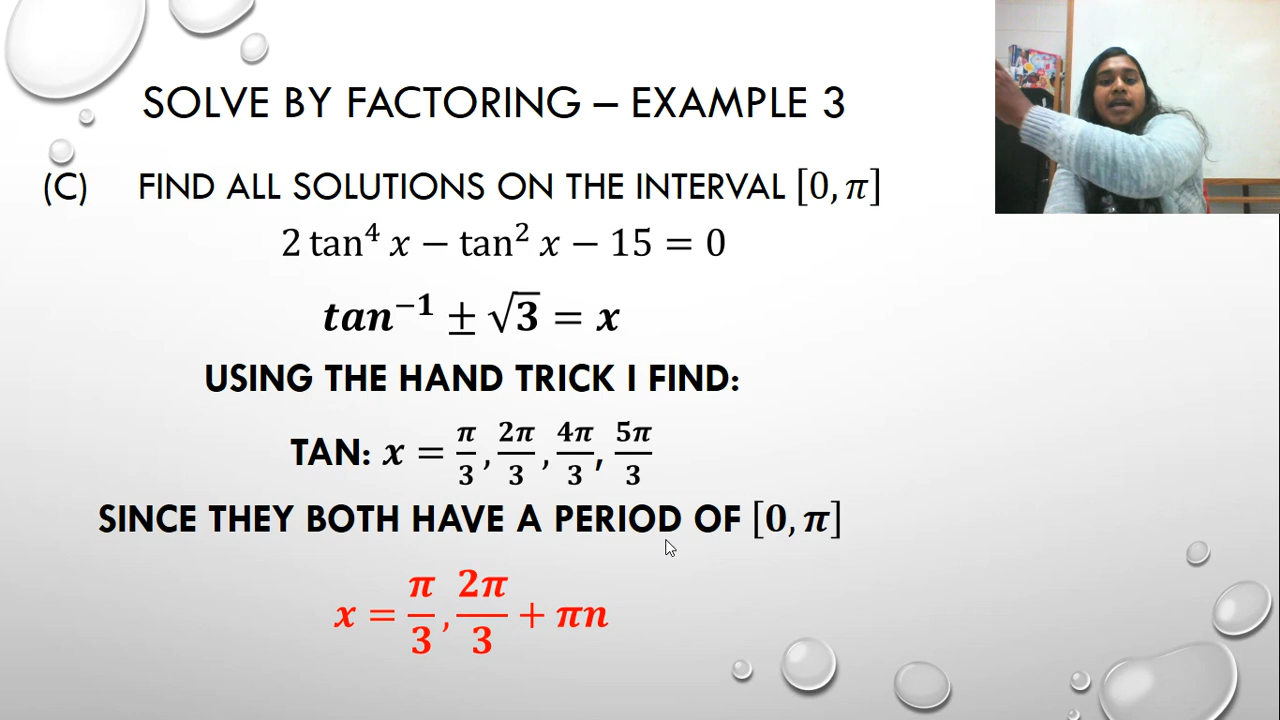 SOLVE BY FACTORING – EXAMPLE 3
(C) FIND ALL SOLUTIONS ON THE INTERVAL [0, π]
2 tan⁴ x − tan² x − 15 = 0
tan⁻¹ ± √3 = x
USING THE HAND TRICK I FIND:
TAN: x = π/3, 2π/3, 4π/3, 5π/3
SINCE THEY BOTH HAVE A PERIOD OF [0, π]
x = π/3, 2π/3 + πn